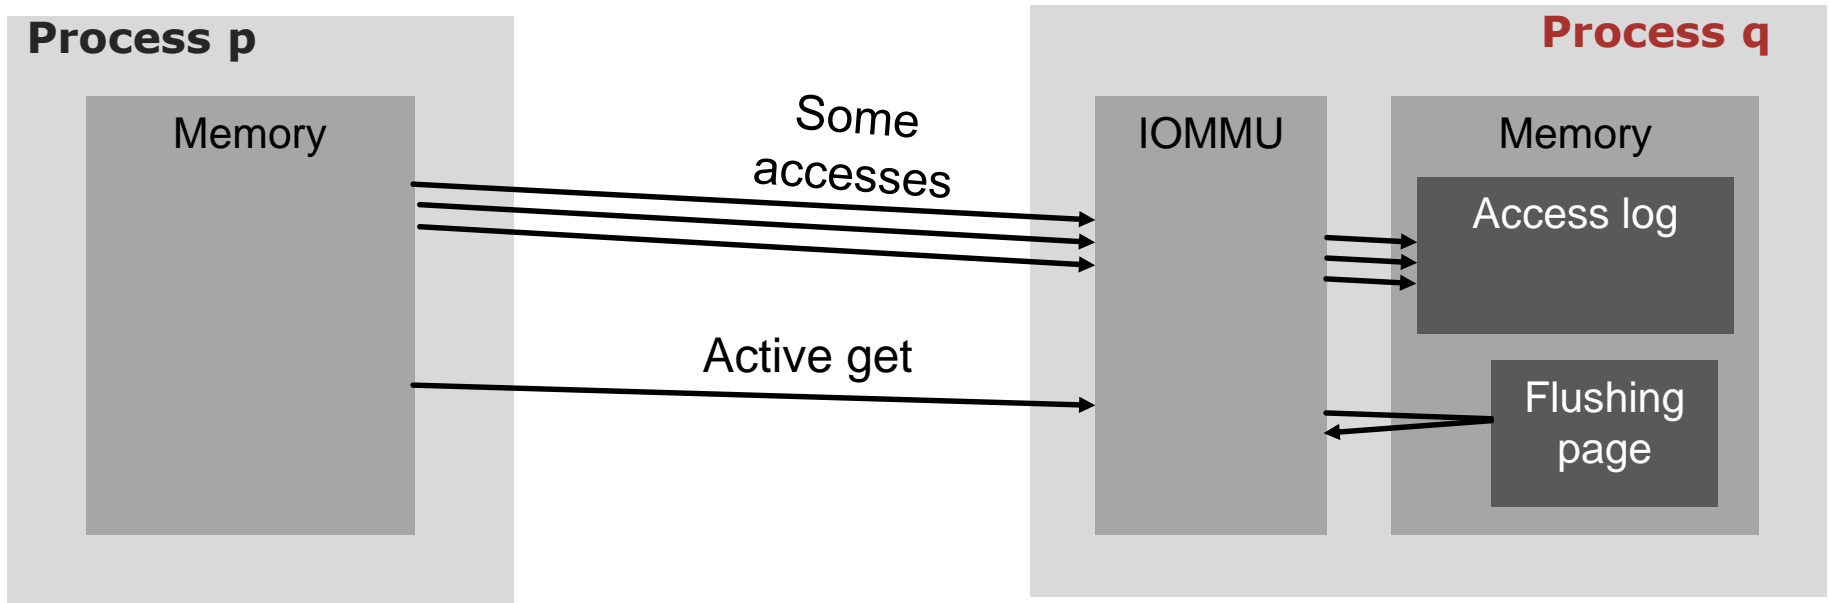 Process p
Process q
Memory
Some
accesses
IOMMU
Memory
Access log
Active get
Flushing
page